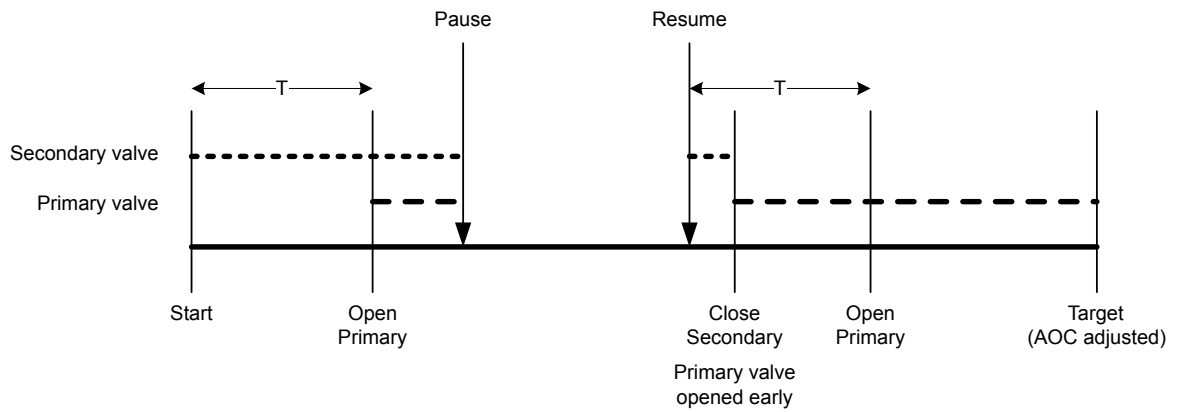 Pause
Resume
T
T
Secondary valve
Primary valve
Start
Open
Primary
Close
Secondary
Open
Primary
Target
(AOC adjusted)
Primary valve
opened early